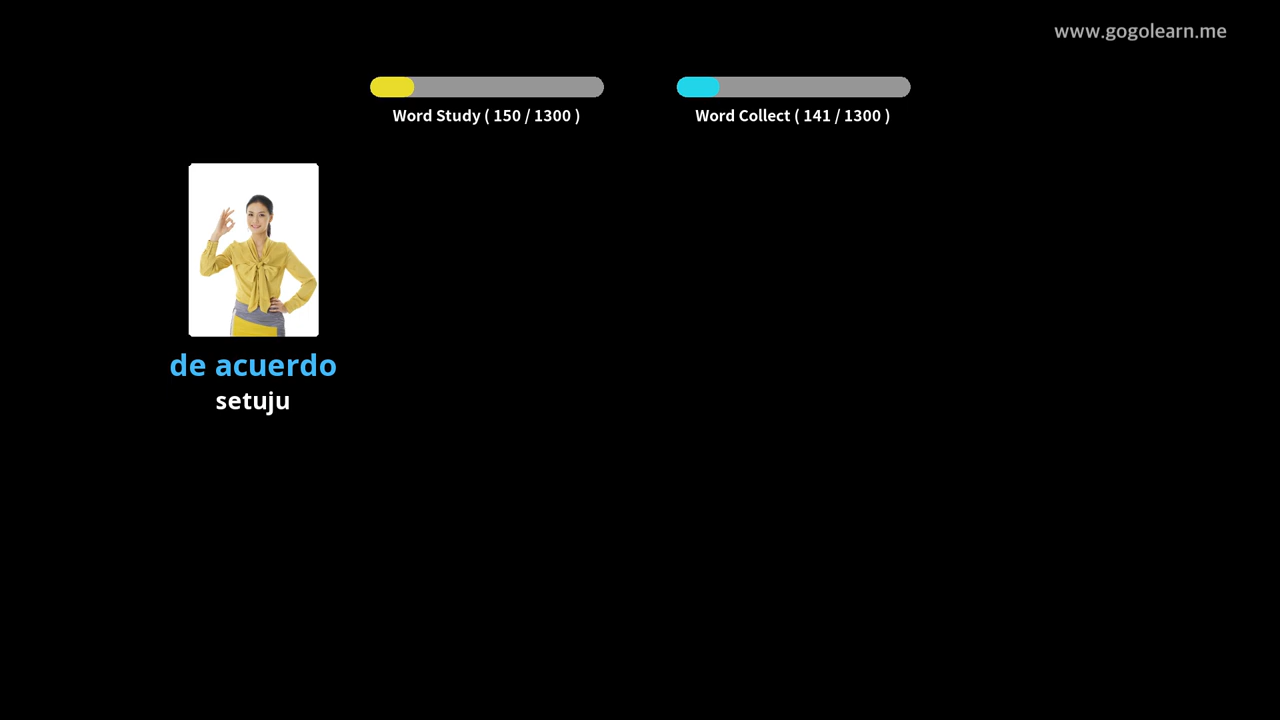 www.gogolearn.me
Word Study ( 150 / 1300 )
Word Collect ( 141 / 1300 )
de acuerdo
setuju